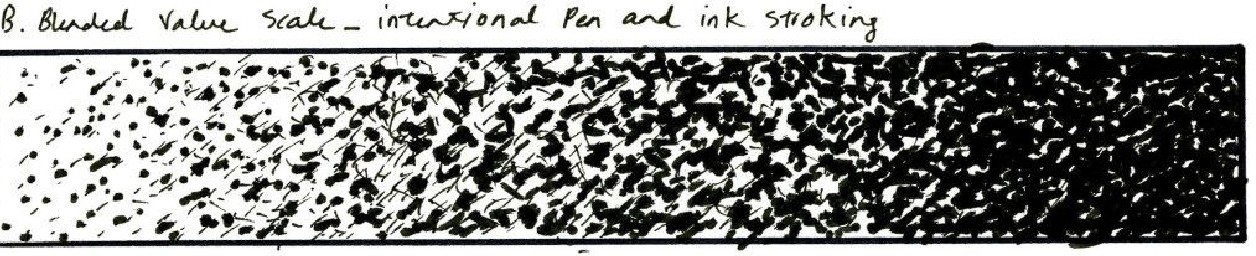 B. Blended Value Scale - intentional Pen and ink stroking